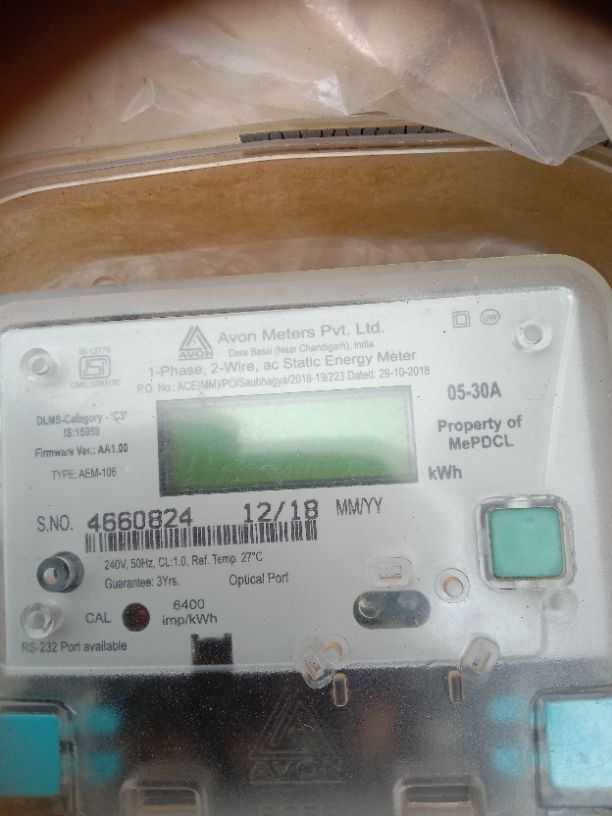 AVON
Avon Meters Pvt. Ltd.
Dera Bassi (Near Chandigarh), India
IS:13779
1-Phase, 2-Wire, ac Static Energy Meter
P.O. No.: ACE(MM)/PO/Saubhagya/2018-19/223 Dated: 29-10-2018
05-30A
DLMS-Category - "C3"
IS:15959
Property of
MePDCL
Firmware Ver.: AA1.00
TYPE: AEM-106
kWh
S.NO. 4660824 12/18 MM/YY
240V, 50Hz, CL:1.0, Ref. Temp. 27°C
Guarantee: 3Yrs. Optical Port
CAL 6400
imp/kWh
RS-232 Port available
AVON